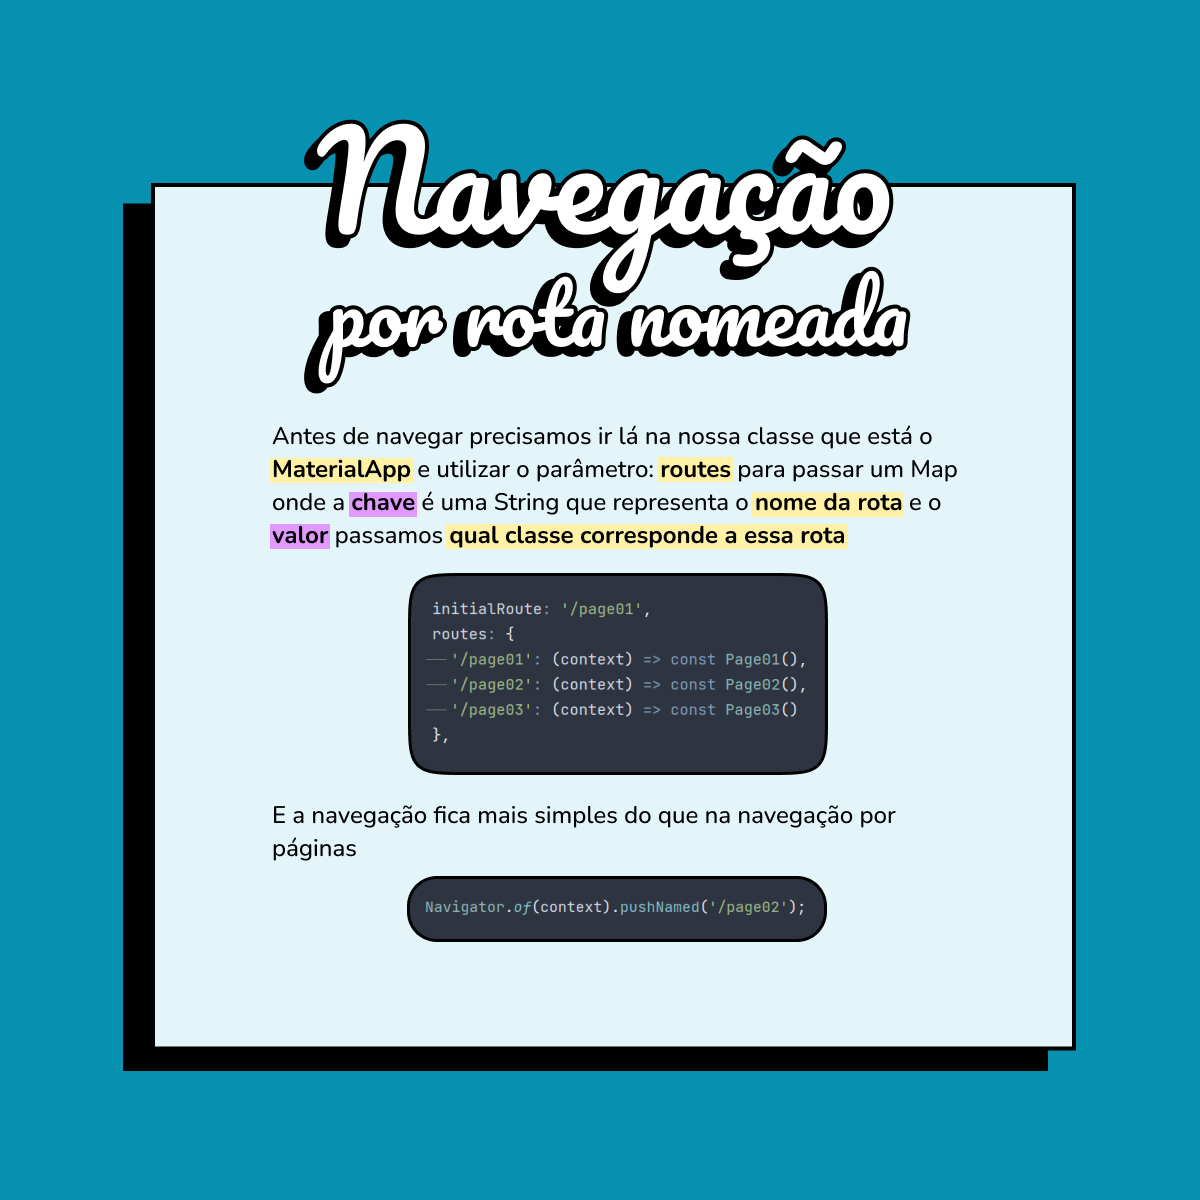 Navegação
por rota nomeada
Antes de navegar precisamos ir lá na nossa classe que está o
MaterialApp e utilizar o parâmetro: routes para passar um Map
onde a chave é uma String que representa o nome da rota e o
valor passamos qual classe corresponde a essa rota
initialRoute: '/page01',
routes: {
'/page01': (context) => const Page01(),
'/page02': (context) => const Page02(),
'/page03': (context) => const Page03()
},
E a navegação fica mais simples do que na navegação por
páginas
Navigator.of(context).pushNamed('/page02');